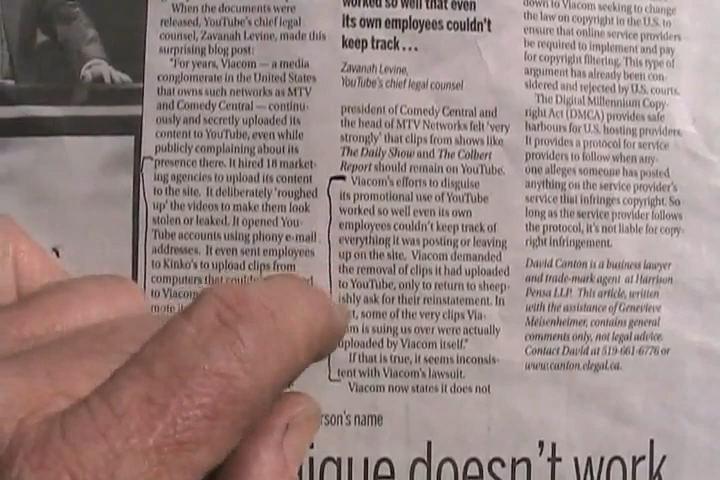 When the documents were
released, YouTube's chief legal
counsel, Zavanah Levine, made this
surprising blog post:
"For years, Viacom — a media
conglomerate in the United States
that owns such networks as MTV
and Comedy Central — continu-
ously and secretly uploaded its
content to YouTube, even while
publicly complaining about its
presence there. It hired 18 market-
ing agencies to upload its content
to the site. It deliberately 'roughed
up' the videos to make them look
stolen or leaked. It opened You-
Tube accounts using phony e-mail
addresses. It even sent employees
to Kinko's to upload clips from
computers that couldn't
to Viacom
more
worked so well that even
its own employees couldn't
keep track...
Zavanah Levine,
YouTube's chief legal counsel
president of Comedy Central and
the head of MTV Networks felt 'very
strongly' that clips from shows like
The Daily Show and The Colbert
Report should remain on YouTube.
Viacom's efforts to disguise
its promotional use of YouTube
worked so well even its own
employees couldn't keep track of
everything it was posting or leaving
up on the site. Viacom demanded
the removal of clips it had uploaded
to YouTube, only to return to sheep-
ishly ask for their reinstatement. In
t, some of the very clips Via-
m is suing us over were actually
uploaded by Viacom itself."
If that is true, it seems inconsis-
tent with Viacom's lawsuit.
Viacom now states it does not
down to Viacom seeking to change
the law on copyright in the U.S. to
ensure that online service providers
be required to implement and pay
for copyright filtering. This type of
argument has already been con-
sidered and rejected by U.S. courts.
The Digital Millennium Copy-
right Act (DMCA) provides safe
harbours for U.S. hosting providers.
It provides a protocol for service
providers to follow when any-
one alleges someone has posted
anything on the service provider's
service that infringes copyright. So
long as the service provider follows
the protocol, it's not liable for copy-
right infringement.
David Canton is a business lawyer
and trade-mark agent at Harrison
Pensa LLP. This article, written
with the assistance of Genevieve
Meisenheimer, contains general
comments only, not legal advice.
Contact David at 519-661-6776 or
www.canton.elegal.ca.
rson's name
ique doesn't work